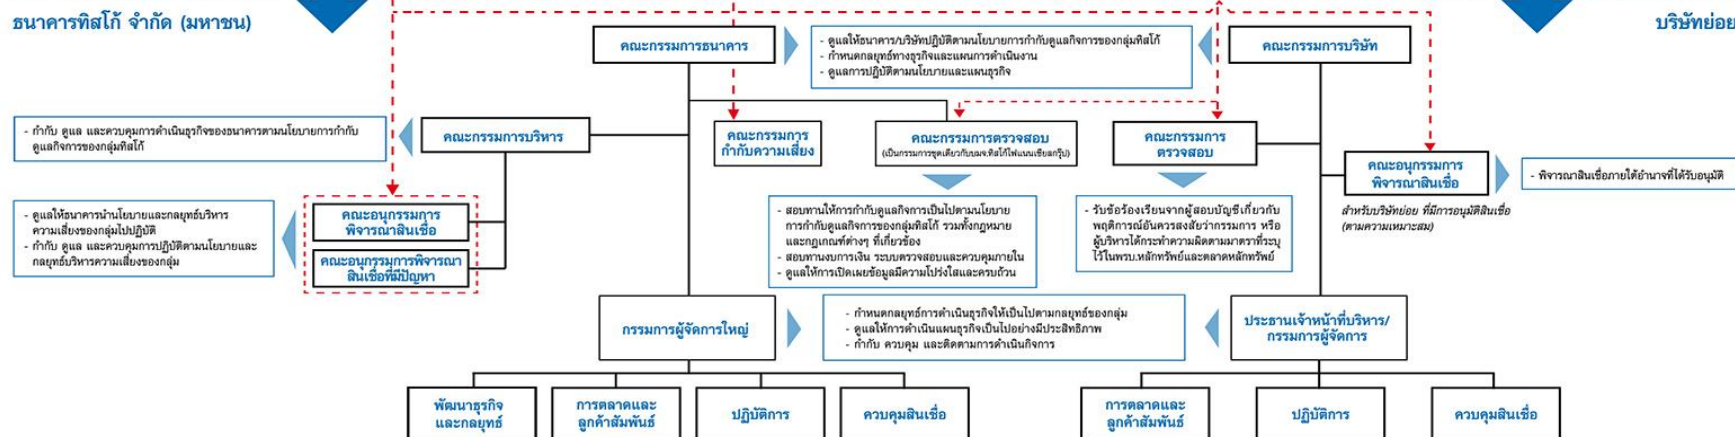 ธนาคารทิสโก้ จำกัด (มหาชน)
บริษัทย่อย
คณะกรรมการธนาคาร
- ดูแลให้ธนาคาร/บริษัทปฏิบัติตามนโยบายการกำกับดูแลกิจการของกลุ่มทิสโก้
- กำหนดกลยุทธ์ทางธุรกิจและแผนการดำเนินงาน
- ดูแลการปฏิบัติตามนโยบายและแผนธุรกิจ
คณะกรรมการบริษัท
- กำกับ ดูแล และควบคุมการดำเนินธุรกิจของธนาคารตามนโยบายการกำกับ
ดูแลกิจการของกลุ่มทิสโก้
คณะกรรมการบริหาร
คณะกรรมการ
กำกับความเสี่ยง
คณะกรรมการตรวจสอบ
(เป็นกรรมการชุดเดียวกับบมจ.ทิสโก้ไฟแนนเชียลกรุ๊ป)
คณะกรรมการ
ตรวจสอบ
คณะอนุกรรมการ
พิจารณาสินเชื่อ
- พิจารณาสินเชื่อภายใต้อำนาจที่ได้รับอนุมัติ
สำหรับบริษัทย่อย ที่มีการอนุมัติสินเชื่อ
(ตามความเหมาะสม)
- ดูแลให้ธนาคารนำนโยบายและกลยุทธ์บริหาร
ความเสี่ยงของกลุ่มไปปฏิบัติ
- กำกับ ดูแล และควบคุมการปฏิบัติตามนโยบายและ
กลยุทธ์บริหารความเสี่ยงของกลุ่ม
คณะอนุกรรมการ
พิจารณาสินเชื่อ
คณะอนุกรรมการพิจารณา
สินเชื่อที่มีปัญหา
- สอบทานให้การกำกับดูแลกิจการเป็นไปตามนโยบาย
การกำกับดูแลกิจการของกลุ่มทิสโก้ รวมทั้งกฎหมาย
และกฎเกณฑ์ต่างๆ ที่เกี่ยวข้อง
- สอบทานงบการเงิน ระบบตรวจสอบและควบคุมภายใน
- ดูแลให้การเปิดเผยข้อมูลมีความโปร่งใสและครบถ้วน
- รับข้อร้องเรียนจากผู้สอบบัญชีเกี่ยวกับ
พฤติการณ์อันควรสงสัยว่ากรรมการ หรือ
ผู้บริหารได้กระทำความผิดตามมาตราที่ระบุ
ไว้ในพรบ.หลักทรัพย์และตลาดหลักทรัพย์
กรรมการผู้จัดการใหญ่
- กำหนดกลยุทธ์การดำเนินธุรกิจให้เป็นไปตามกลยุทธ์ของกลุ่ม
- ดูแลให้การดำเนินแผนธุรกิจเป็นไปอย่างมีประสิทธิภาพ
- กำกับ ควบคุม และติดตามการดำเนินกิจการ
ประธานเจ้าหน้าที่บริหาร/
กรรมการผู้จัดการ
พัฒนาธุรกิจ
และกลยุทธ์
การตลาดและ
ลูกค้าสัมพันธ์
ปฏิบัติการ
ควบคุมสินเชื่อ
การตลาดและ
ลูกค้าสัมพันธ์
ปฏิบัติการ
ควบคุมสินเชื่อ